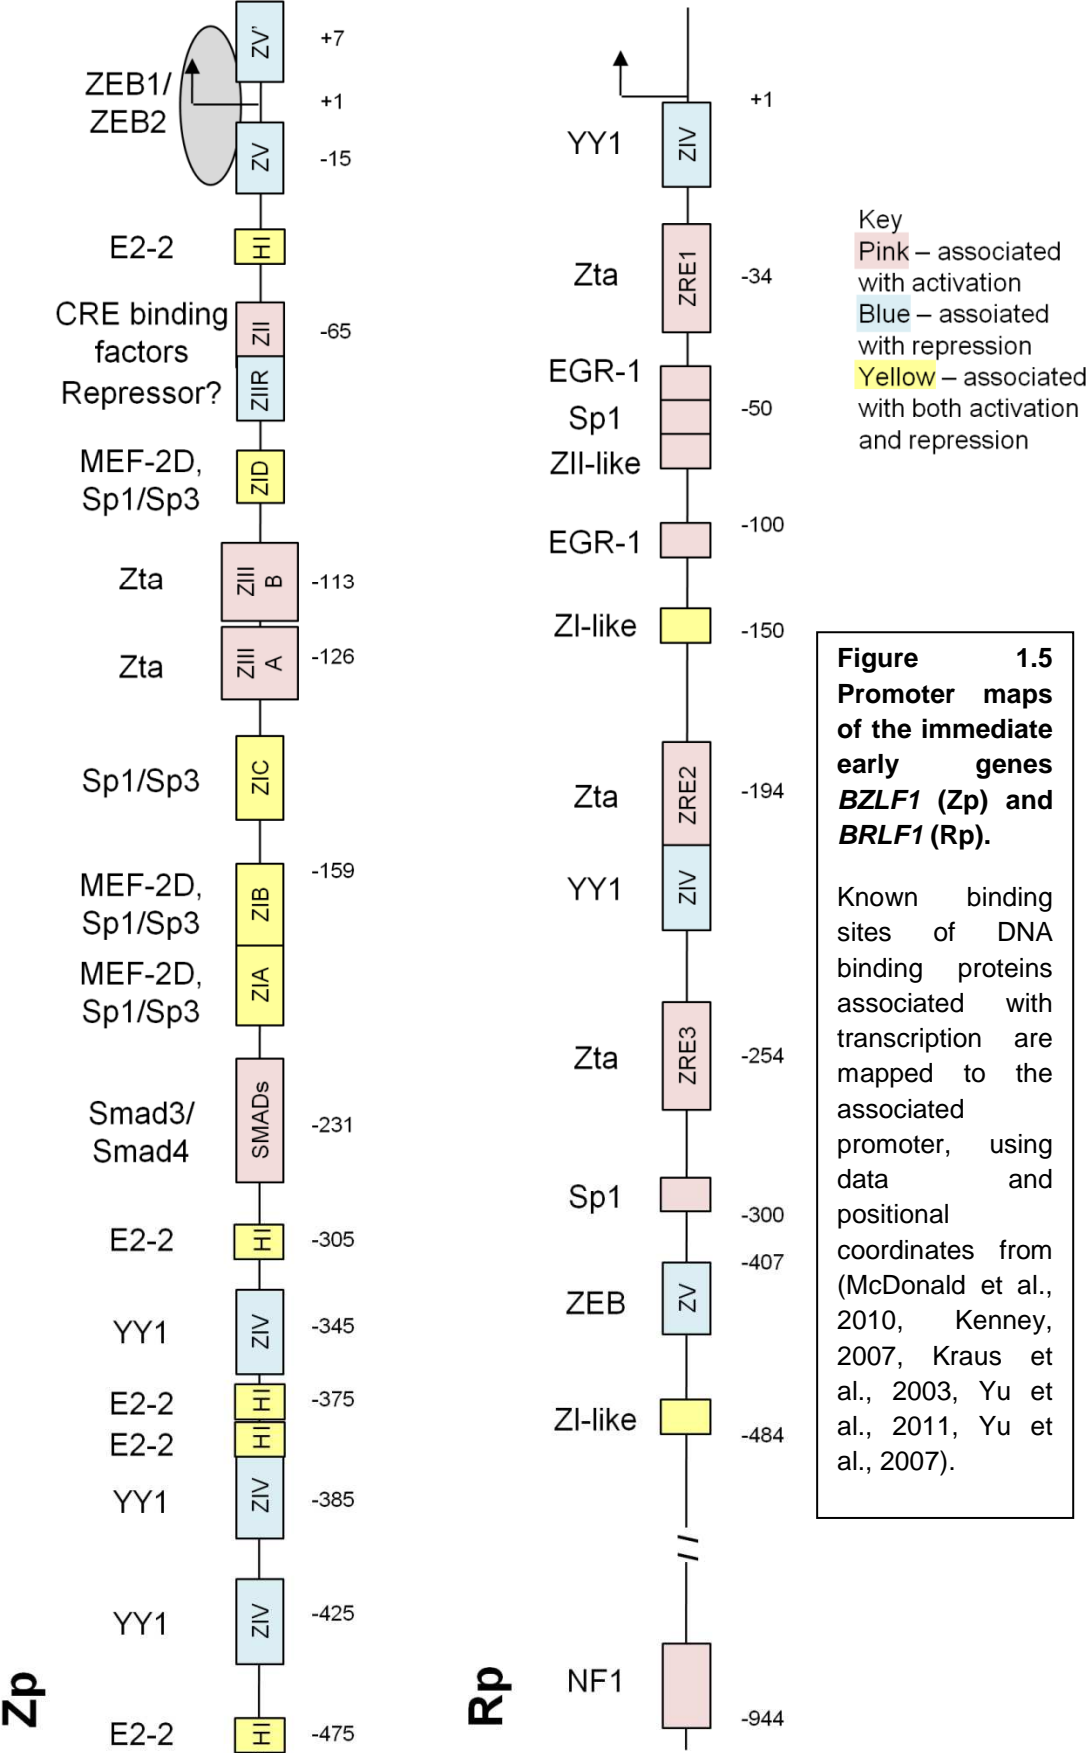 ZEB1/
ZEB2
ZV'
+7
+1
ZV
-15
E2-2
HI
CRE binding
factors
ZII
-65
Repressor?
ZIIR
MEF-2D,
Sp1/Sp3
ZID
Zta
ZIII
B
-113
Zta
ZIII
A
-126
Sp1/Sp3
ZIC
MEF-2D,
Sp1/Sp3
ZIB
-159
MEF-2D,
Sp1/Sp3
ZIA
Smad3/
Smad4
SMADs
-231
E2-2
HI
-305
YY1
ZIV
-345
E2-2
HI
-375
E2-2
HI
YY1
ZIV
-385
YY1
ZIV
-425
E2-2
HI
-475
Zp
+1
YY1
ZIV
Zta
ZRE1
-34
EGR-1
Sp1
-50
ZII-like
-100
EGR-1
ZI-like
-150
Zta
ZRE2
-194
YY1
ZIV
Zta
ZRE3
-254
Sp1
-300
-407
ZEB
ZV
ZI-like
-484
NF1
-944
Rp
Key
Pink – associated
with activation
Blue – assoiated
with repression
Yellow – associated
with both activation
and repression
Figure 1.5
Promoter maps
of the immediate
early genes
BZLF1 (Zp) and
BRLF1 (Rp).
Known binding
sites of DNA
binding proteins
associated with
transcription are
mapped to the
associated
promoter, using
data and
positional
coordinates from
(McDonald et al.,
2010, Kenney,
2007, Kraus et
al., 2003, Yu et
al., 2011, Yu et
al., 2007).